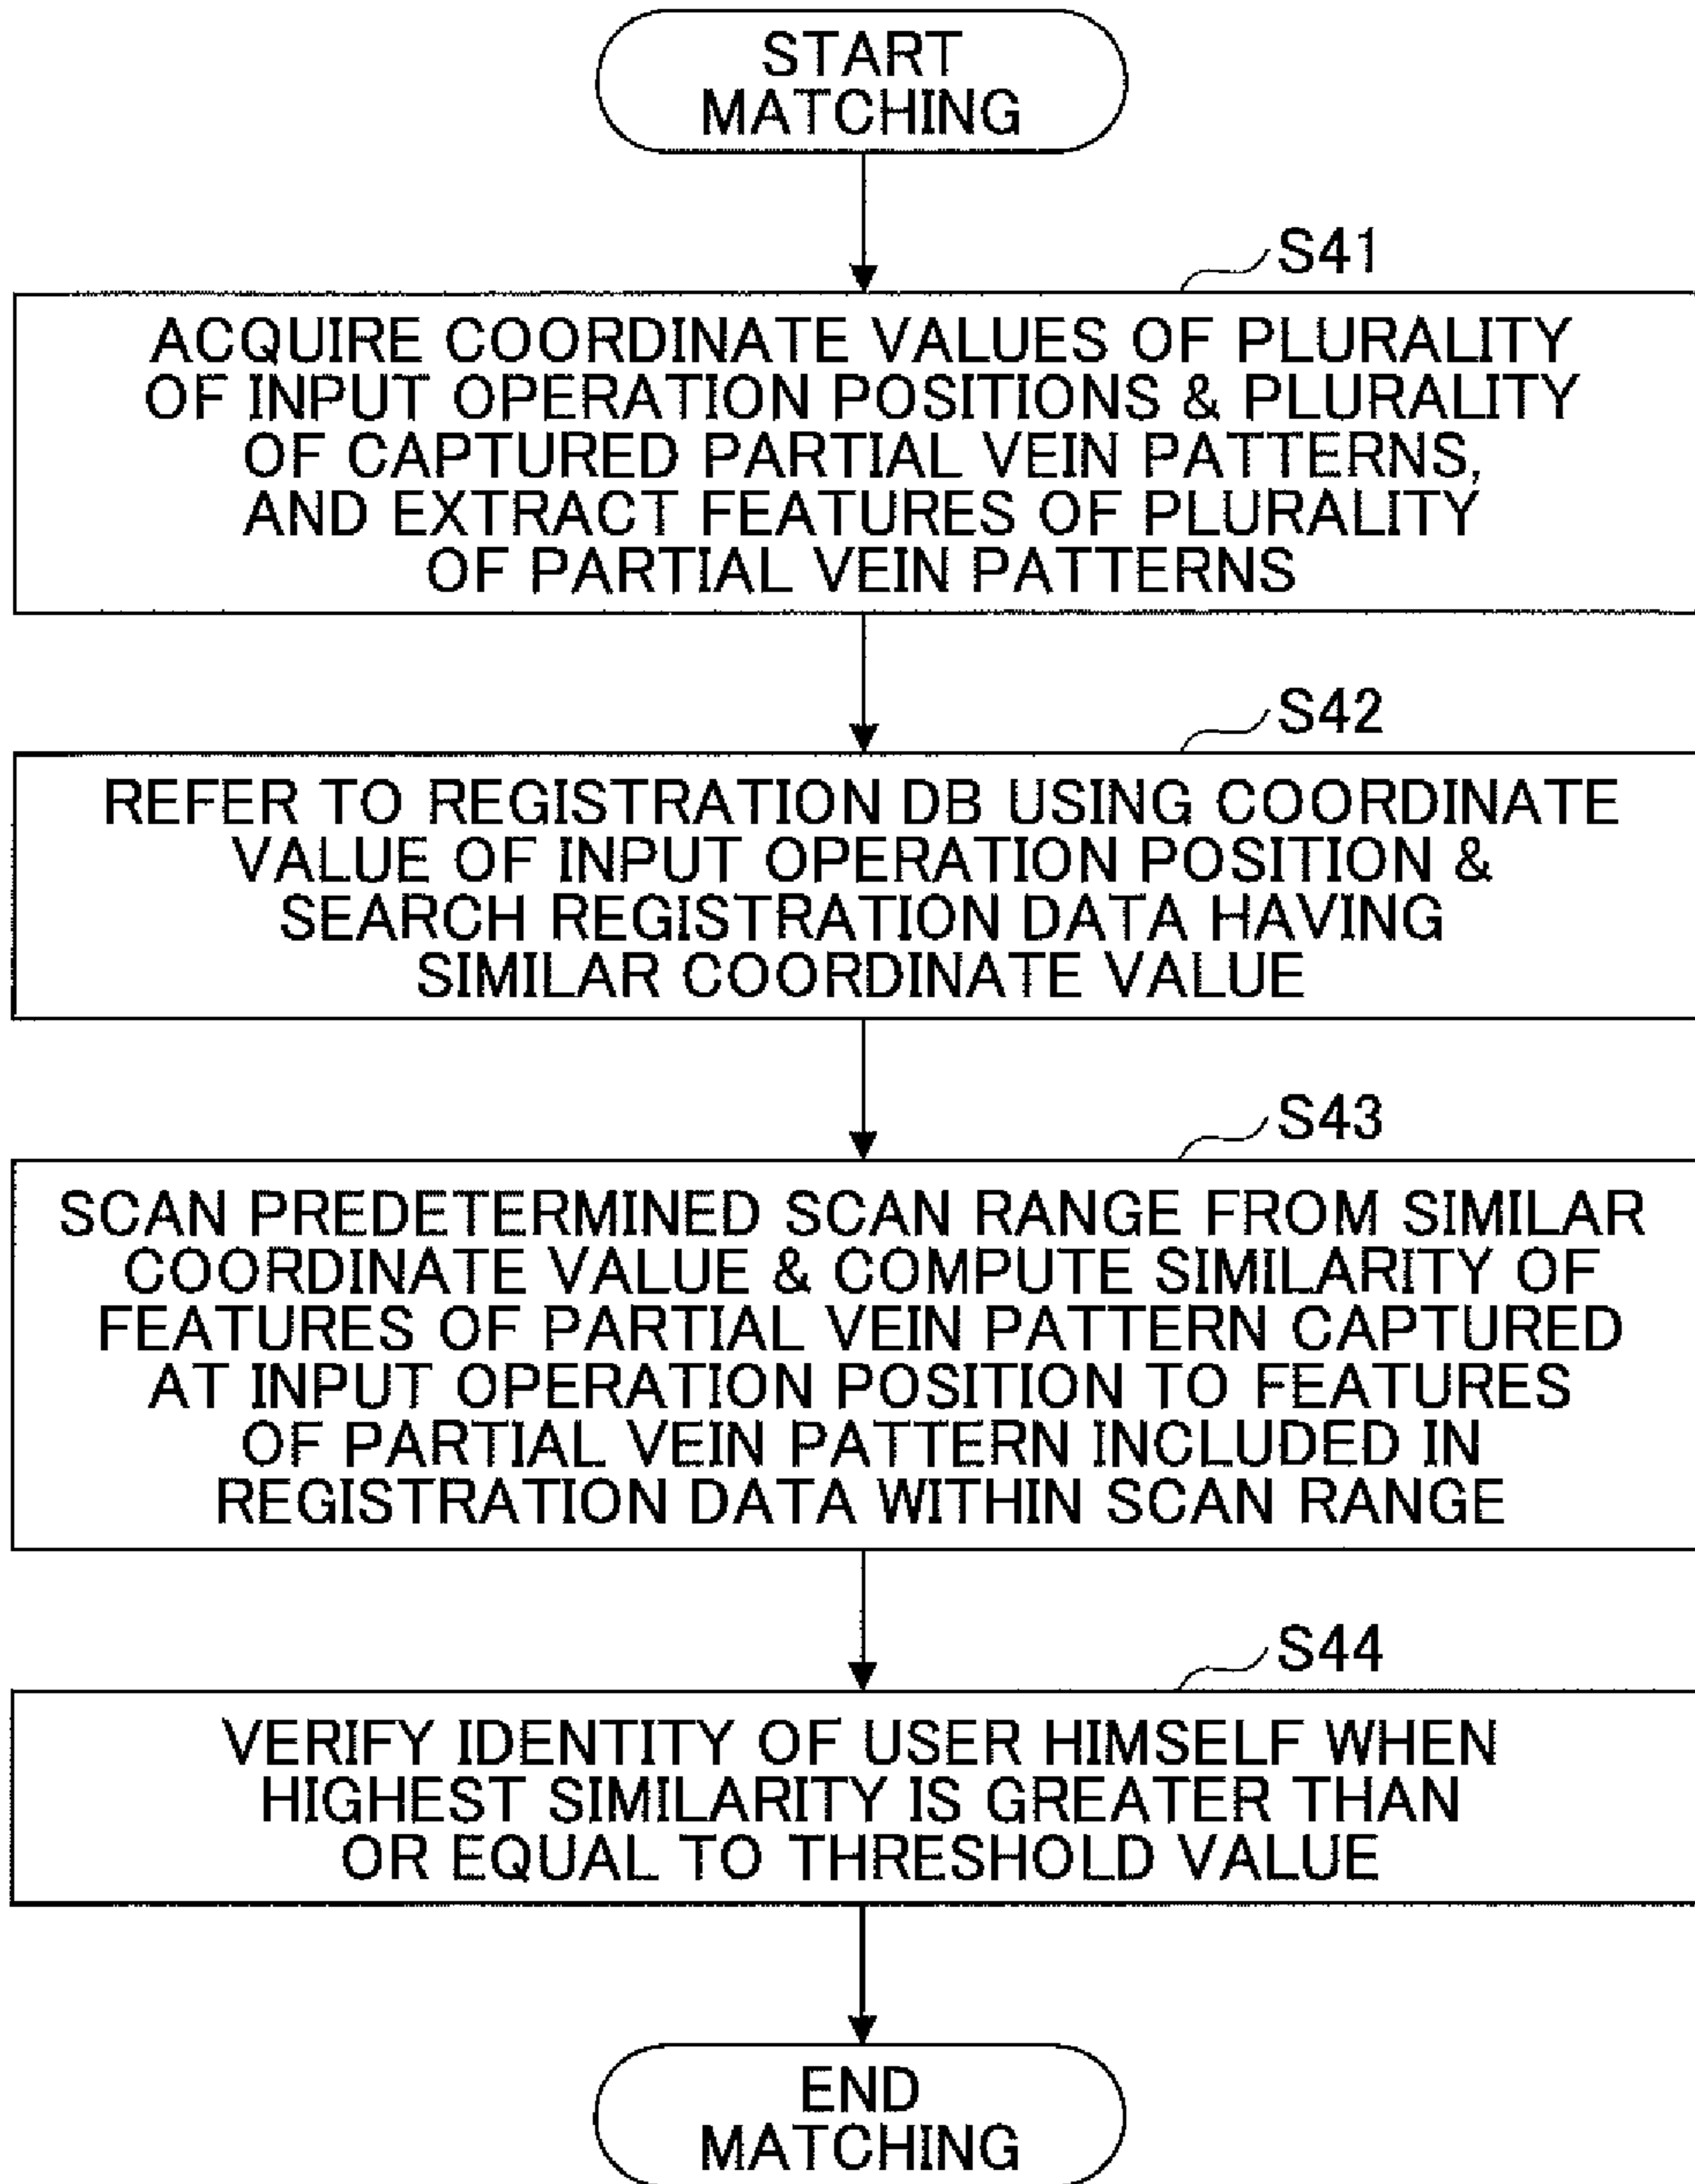 START
MATCHING
S41
ACQUIRE COORDINATE VALUES OF PLURALITY
OF INPUT OPERATION POSITIONS & PLURALITY
OF CAPTURED PARTIAL VEIN PATTERNS,
AND EXTRACT FEATURES OF PLURALITY
OF PARTIAL VEIN PATTERNS
S42
REFER TO REGISTRATION DB USING COORDINATE
VALUE OF INPUT OPERATION POSITION &
SEARCH REGISTRATION DATA HAVING
SIMILAR COORDINATE VALUE
S43
SCAN PREDETERMINED SCAN RANGE FROM SIMILAR
COORDINATE VALUE & COMPUTE SIMILARITY OF
FEATURES OF PARTIAL VEIN PATTERN CAPTURED
AT INPUT OPERATION POSITION TO FEATURES
OF PARTIAL VEIN PATTERN INCLUDED IN
REGISTRATION DATA WITHIN SCAN RANGE
S44
VERIFY IDENTITY OF USER HIMSELF WHEN
HIGHEST SIMILARITY IS GREATER THAN
OR EQUAL TO THRESHOLD VALUE
END
MATCHING